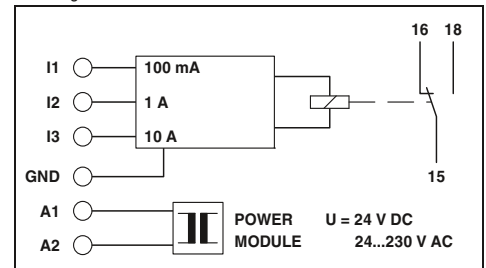 16 18
I1 100 mA
I2 1 A
I3 10 A
GND
15
A1
POWER U = 24 V DC
A2
MODULE 24...230 V AC